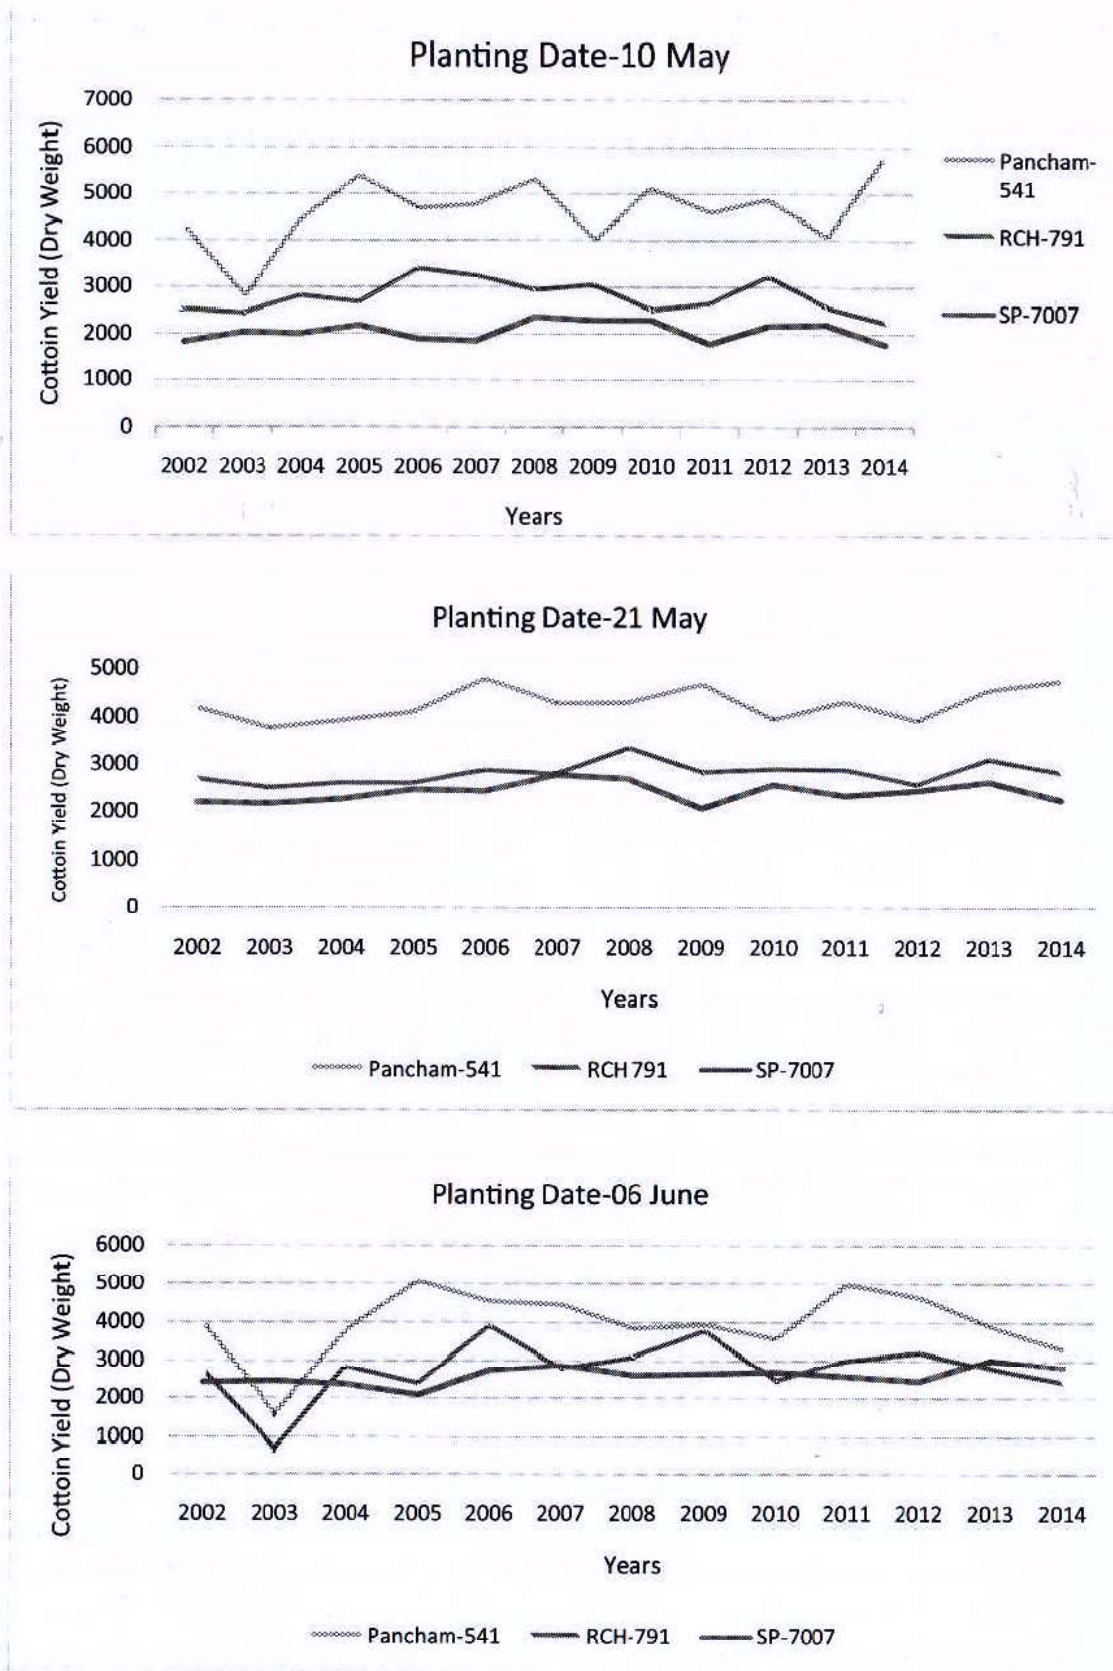 Planting Date-10 May
Cottoin Yield (Dry Weight)
7000
6000
5000
4000
3000
2000
1000
0
2002 2003 2004 2005 2006 2007 2008 2009 2010 2011 2012 2013 2014
Years
Pancham-
541
RCH-791
SP-7007
Planting Date-21 May
Cottoin Yield (Dry Weight)
5000
4000
3000
2000
1000
0
2002 2003 2004 2005 2006 2007 2008 2009 2010 2011 2012 2013 2014
Years
Pancham-541 RCH 791 SP-7007
Planting Date-06 June
Cottoin Yield (Dry Weight)
6000
5000
4000
3000
2000
1000
0
2002 2003 2004 2005 2006 2007 2008 2009 2010 2011 2012 2013 2014
Years
Pancham-541 RCH-791 SP-7007